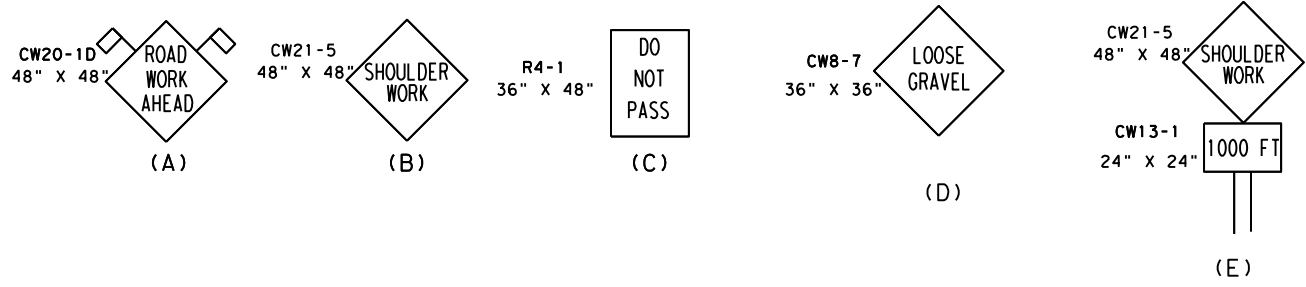 CW20-1D
48" X 48"
ROAD
WORK
AHEAD
(A)
CW21-5
48" X 48"
SHOULDER
WORK
(B)
R4-1
36" X 48"
DO
NOT
PASS
(C)
CW8-7
36" X 36"
LOOSE
GRAVEL
(D)
CW21-5
48" X 48"
SHOULDER
WORK
CW13-1
24" X 24"
1000 FT
(E)